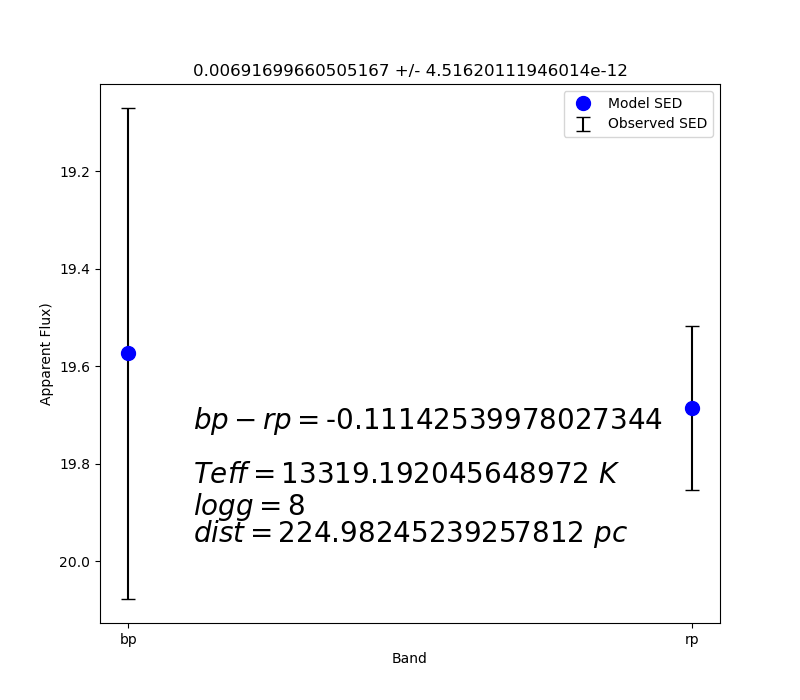 0.00691699660505167 +/- 4.51620111946014e-12
Model SED
Observed SED
19.2
19.4
19.6
19.8
20.0
Apparent Flux)
bp − rp = -0.11142539978027344
Teff = 13319.192045648972 K
logg = 8
dist = 224.98245239257812 pc
bp
rp
Band